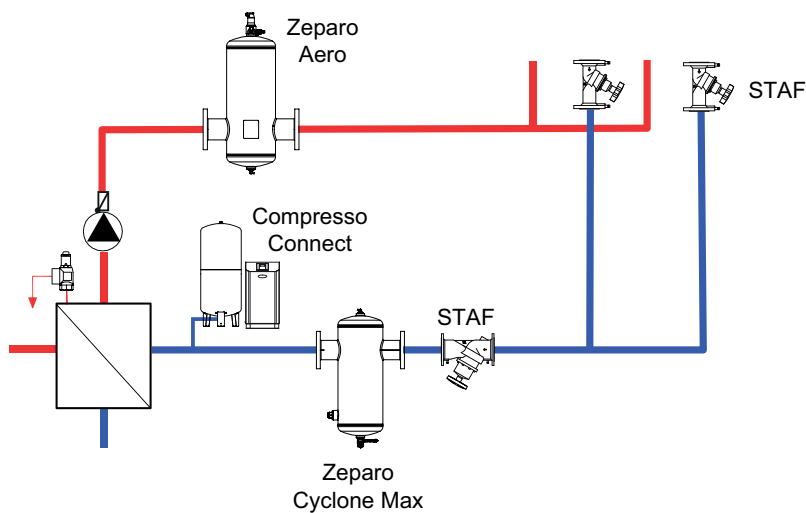 Zeparo
Aero
STAF
Compresso
Connect
STAF
Zeparo
Cyclone Max